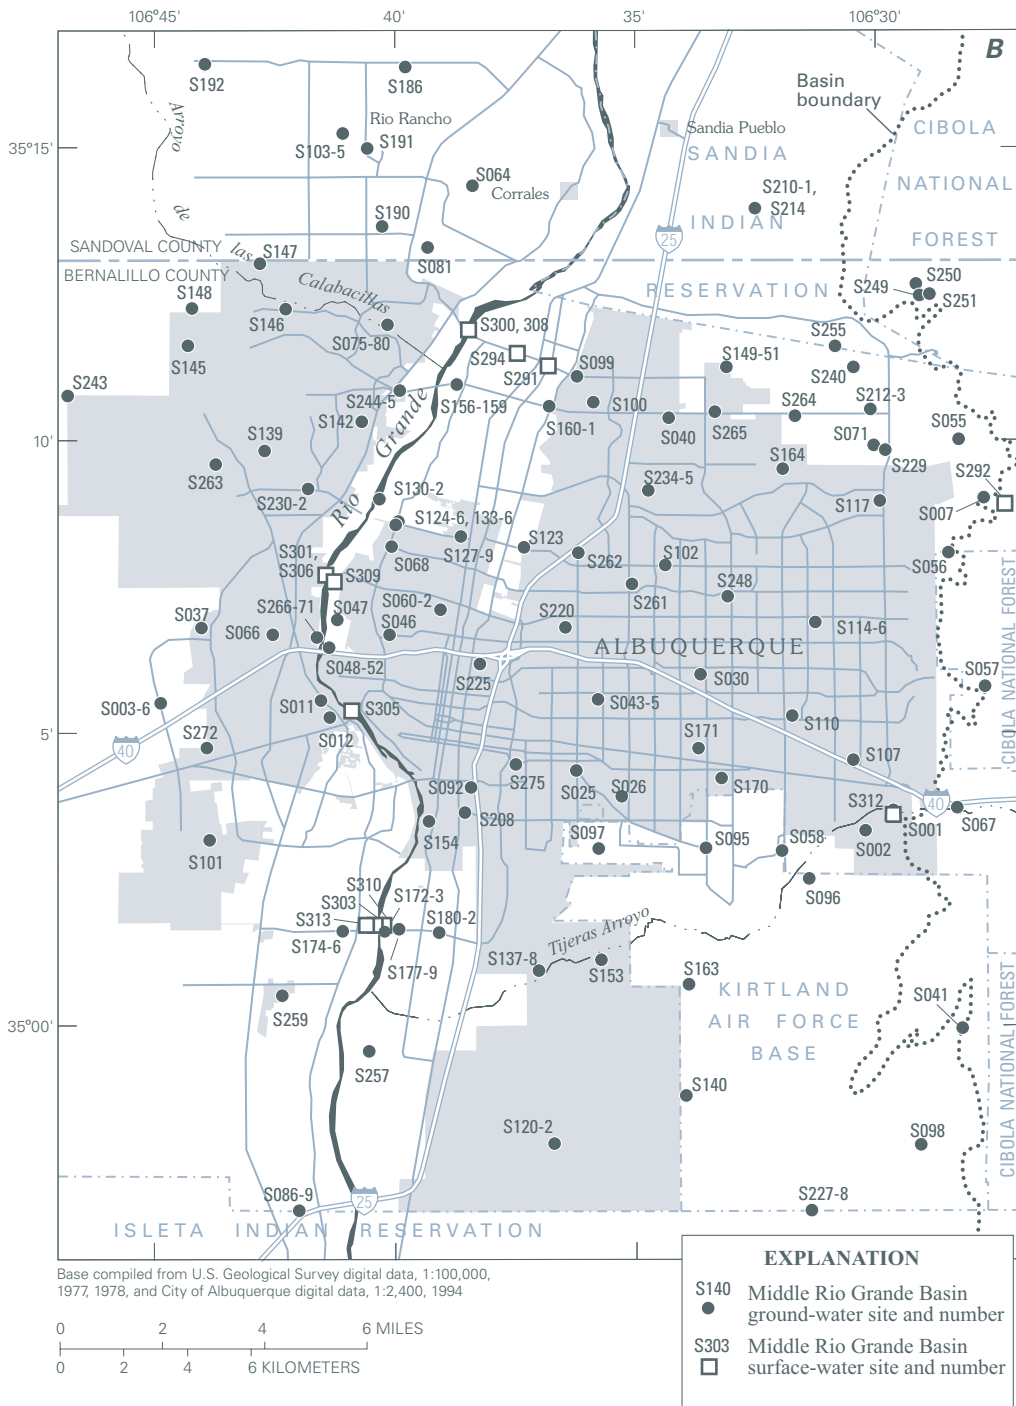 106°45'
40'
35'
106°30'
B
S192
S186
Basin
boundary
Arroyo
Rio Rancho
Sandia Pueblo
CIBOLA
35°15'
S103-5
S191
SANDIA
S064
Corrales
NATIONAL
S210-1,
S214
de
S190
INDIAN
25
FOREST
SANDOVAL COUNTY
las
S147
S081
BERNALILLO COUNTY
Calabacillas
RESERVATION
S249
S250
S251
S148
S146
S075-80
S300, 308
S255
S145
S294
S291
S099
S149-51
S240
S243
S244-5
S156-159
S100
S264
S212-3
S142
Grande
S160-1
S040
S265
S071
S055
10'
S139
S164
S229
S292
S263
S230-2
Rio
S130-2
S234-5
S117
S007
S124-6, 133-6
S123
S127-9
S262
S102
S301,
S306
S309
S068
S056
S261
S248
S037
S266-71
S047
S060-2
S046
S220
S066
S114-6
ALBUQUERQUE
CIBOLA NATIONAL FOREST
S048-52
S225
S030
S057
S003-6
S011
S305
S043-5
S110
S012
S171
5'
40
S272
S107
S092
S275
S025
S026
S170
S312
40
S208
S001
S067
S154
S097
S095
S058
S002
S101
S096
S310
S303
S172-3
S313
S180-2
S174-6
Tijeras Arroyo
S137-8
S153
S163
S177-9
KIRTLAND
S041
S259
AIR FORCE
35°00'
BASE
S257
CIBOLA NATIONAL FOREST
S140
S120-2
S098
S086-9
25
S227-8
ISLETA INDIAN RESERVATION
EXPLANATION
S140
Middle Rio Grande Basin
ground-water site and number
S303
Middle Rio Grande Basin
surface-water site and number
Base compiled from U.S. Geological Survey digital data, 1:100,000,
1977, 1978, and City of Albuquerque digital data, 1:2,400, 1994
0 2 4 6 MILES
0 2 4 6 KILOMETERS